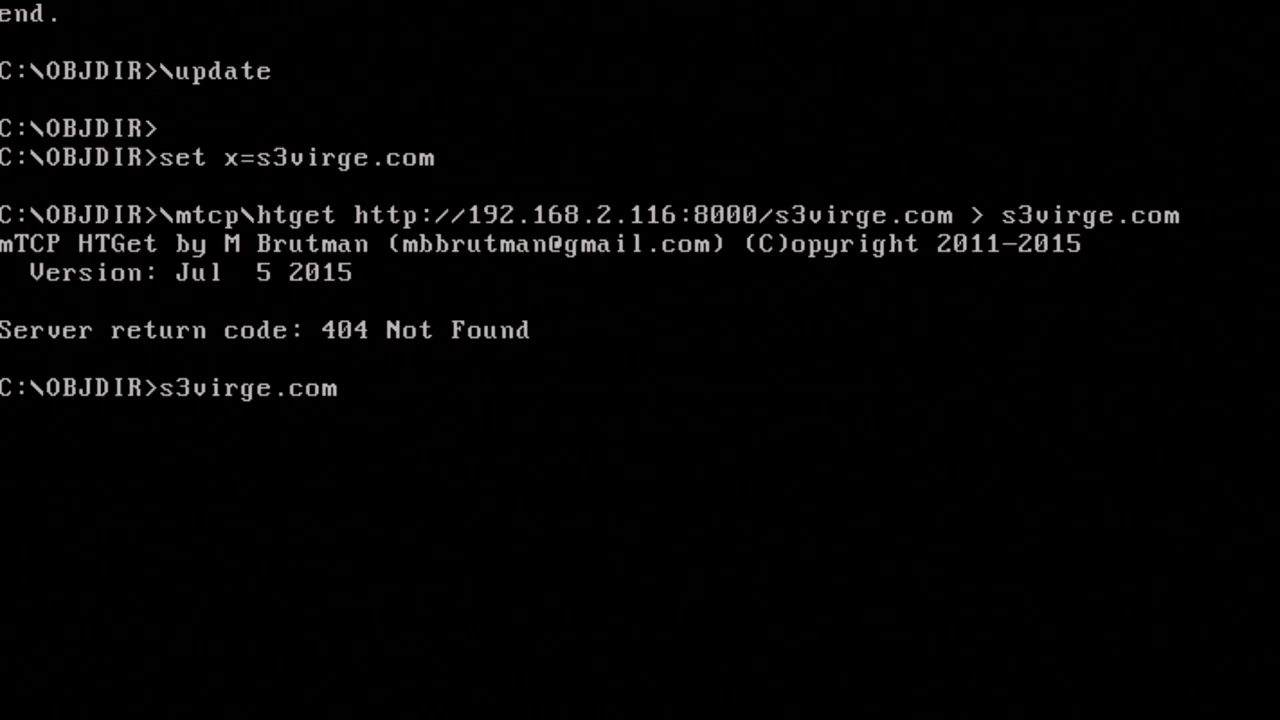 end.
C:\OBJDIR>\update
C:\OBJDIR>
C:\OBJDIR>set x=s3virge.com
C:\OBJDIR>\mtcp\htget http://192.168.2.116:8000/s3virge.com > s3virge.com
mTCP HTGet by M Brutman (mbbrutman@gmail.com) (C)opyright 2011-2015
Version: Jul  5 2015
Server return code: 404 Not Found
C:\OBJDIR>s3virge.com